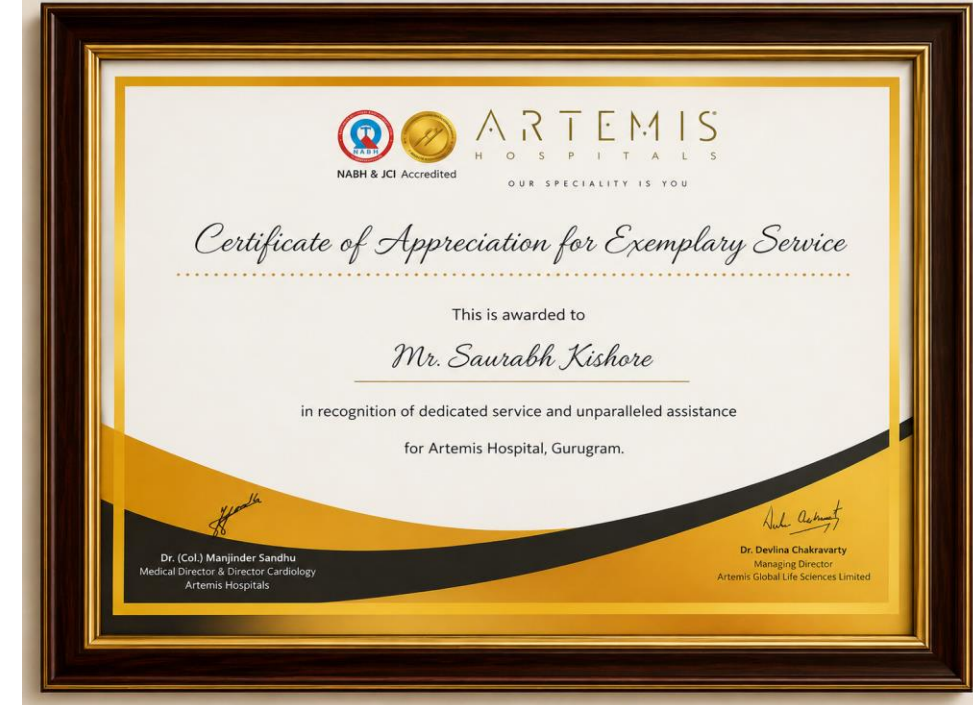 NABH
NABH & JCI Accredited
ARTEMIS
HOSPITALS
OUR SPECIALITY IS YOU
Certificate of Appreciation for Exemplary Service
This is awarded to
Mr. Saurabh Kishore
in recognition of dedicated service and unparalleled assistance
for Artemis Hospital, Gurugram.
Dr. (Col.) Manjinder Sandhu
Medical Director & Director Cardiology
Artemis Hospitals
Dr. Devlina Chakravarty
Managing Director
Artemis Global Life Sciences Limited